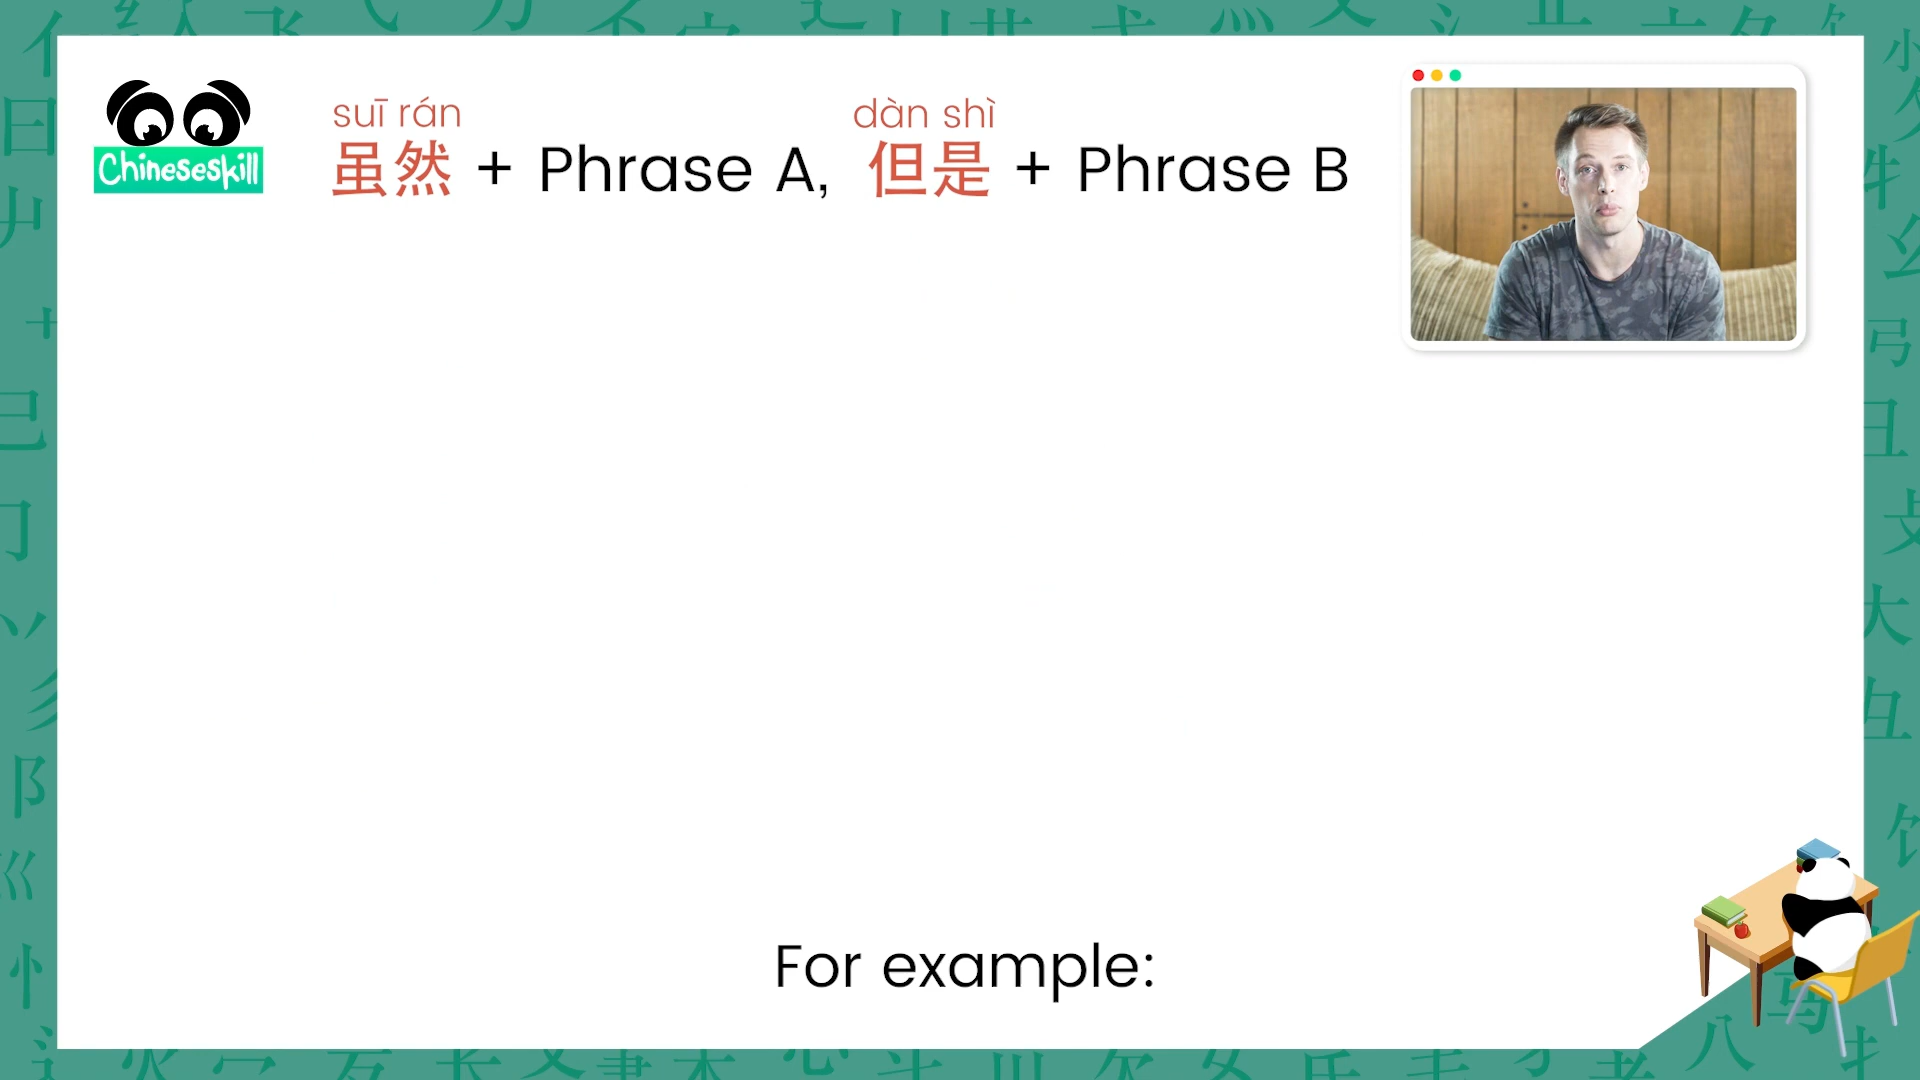 Chineseskill
suī rán dàn shì
虽然 + Phrase A, 但是 + Phrase B
For example: